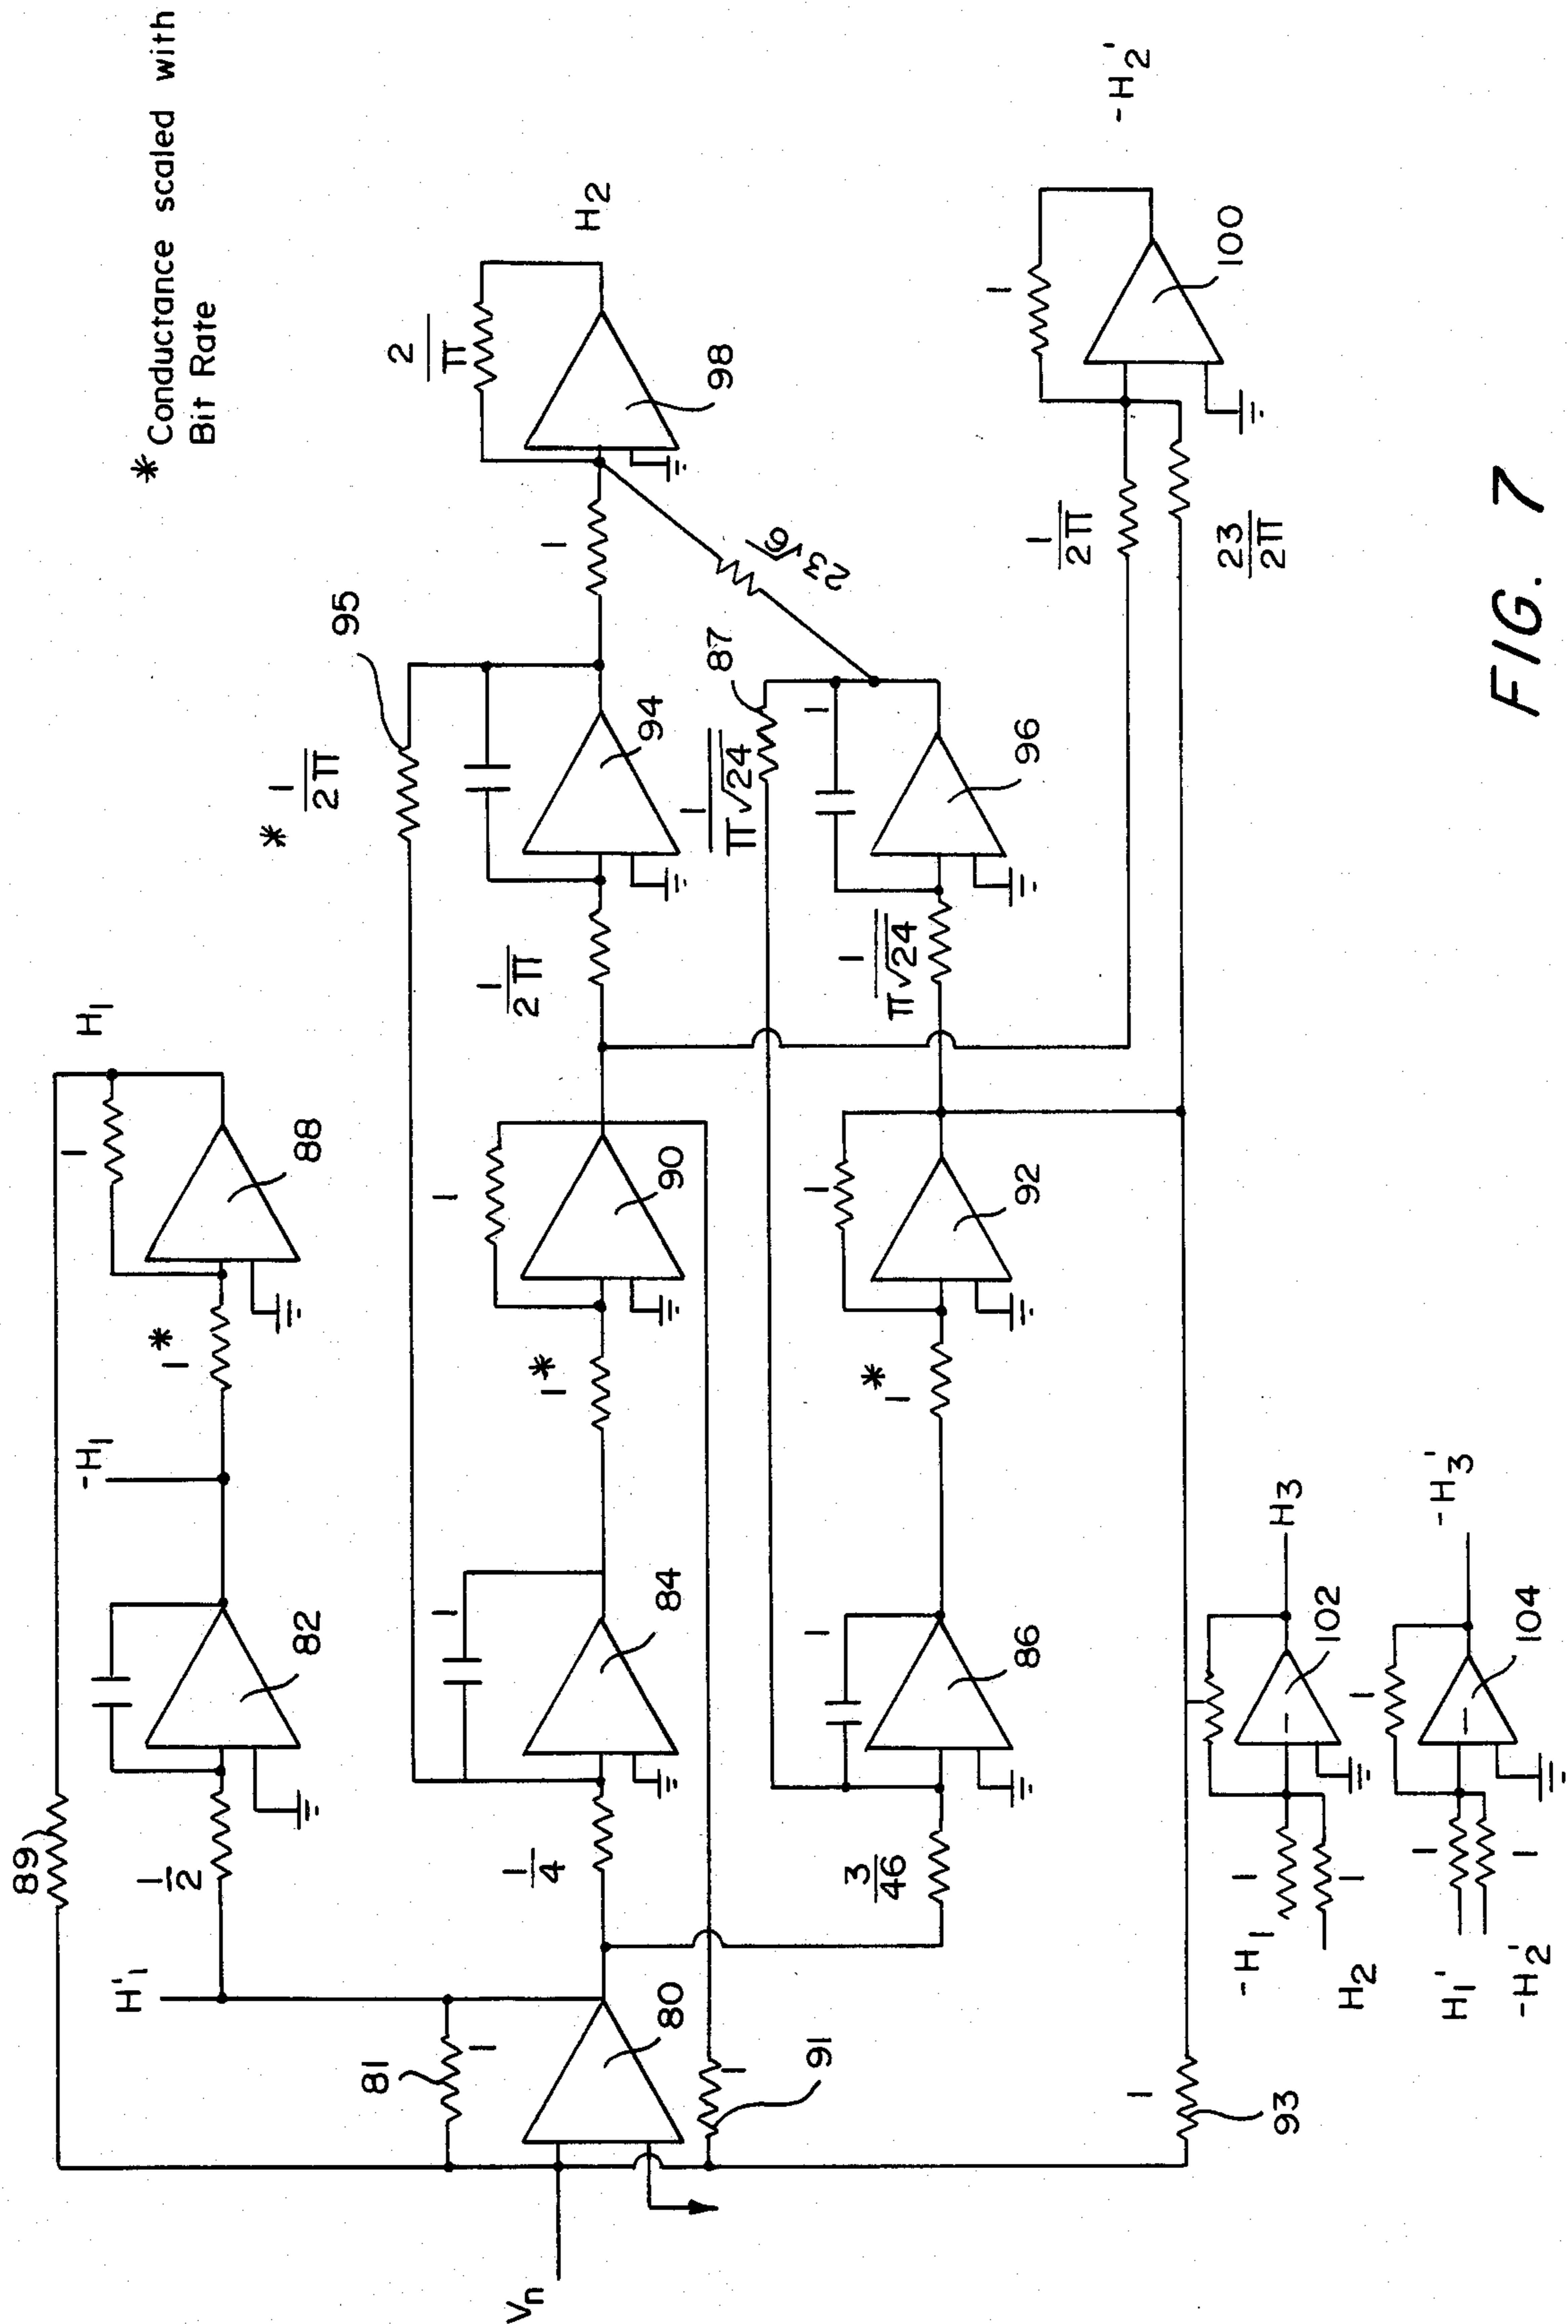 * Conductance scaled with
Bit Rate
H1
-H1
H'1
89
1/2
82
1*
1
88
* 1/2π
95
81
1
80
Vn
1/4
1
84
1*
1
90
1/2π
94
1
2/π
98
H2
91
1
3/46
1
86
1*
1
92
1/π√24
1/π√24
87
1
96
23√6
1/2π
23/2π
1
100
-H2'
93
1
-H1
1
H2
1
102
H3
H1'
1
-H2'
1
1
104
-H3'
FIG. 7